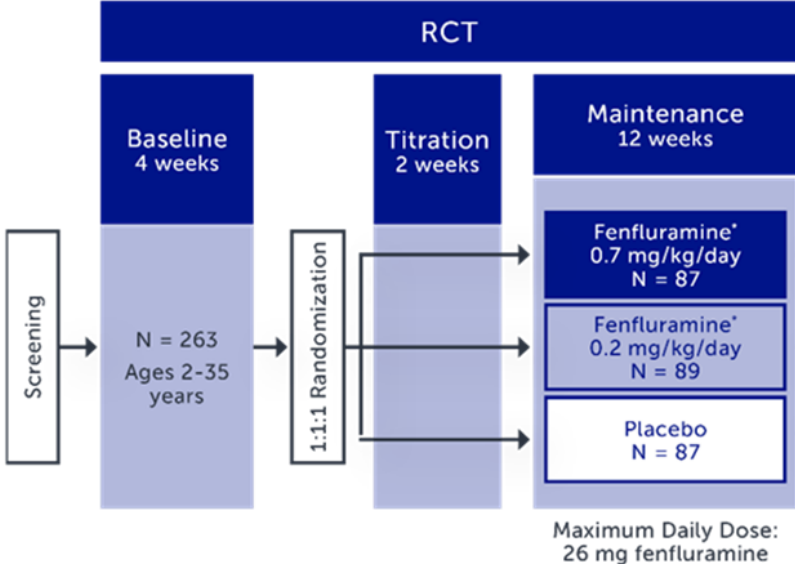 RCT
Baseline
4 weeks
Titration
2 weeks
Maintenance
12 weeks
Screening
N = 263
Ages 2-35
years
1:1:1 Randomization
Fenfluramine*
0.7 mg/kg/day
N = 87
Fenfluramine*
0.2 mg/kg/day
N = 89
Placebo
N = 87
Maximum Daily Dose:
26 mg fenfluramine